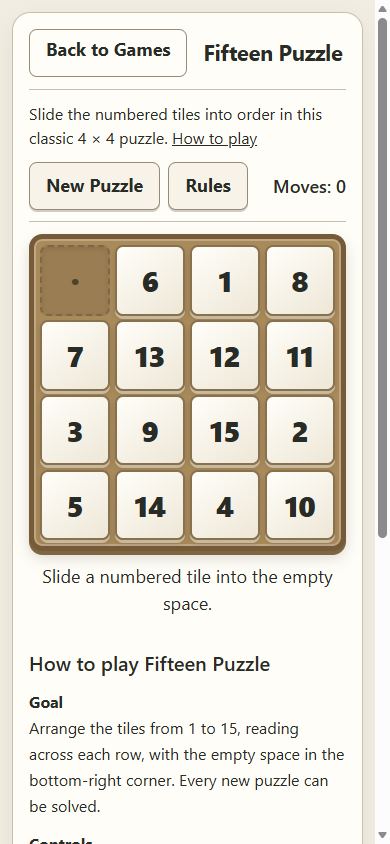 Back to Games
Fifteen Puzzle
Slide the numbered tiles into order in this
classic 4 × 4 puzzle. How to play
New Puzzle
Rules
Moves: 0
6 1 8
7 13 12 11
3 9 15 2
5 14 4 10
Slide a numbered tile into the empty
space.
How to play Fifteen Puzzle
Goal
Arrange the tiles from 1 to 15, reading
across each row, with the empty space in the
bottom-right corner. Every new puzzle can
be solved.
Controls